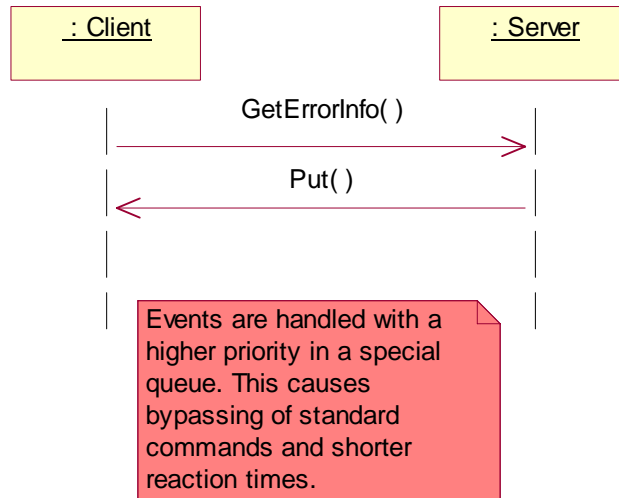 : Client
: Server
GetErrorInfo( )
Put( )
Events are handled with a
higher priority in a special
queue. This causes
bypassing of standard
commands and shorter
reaction times.